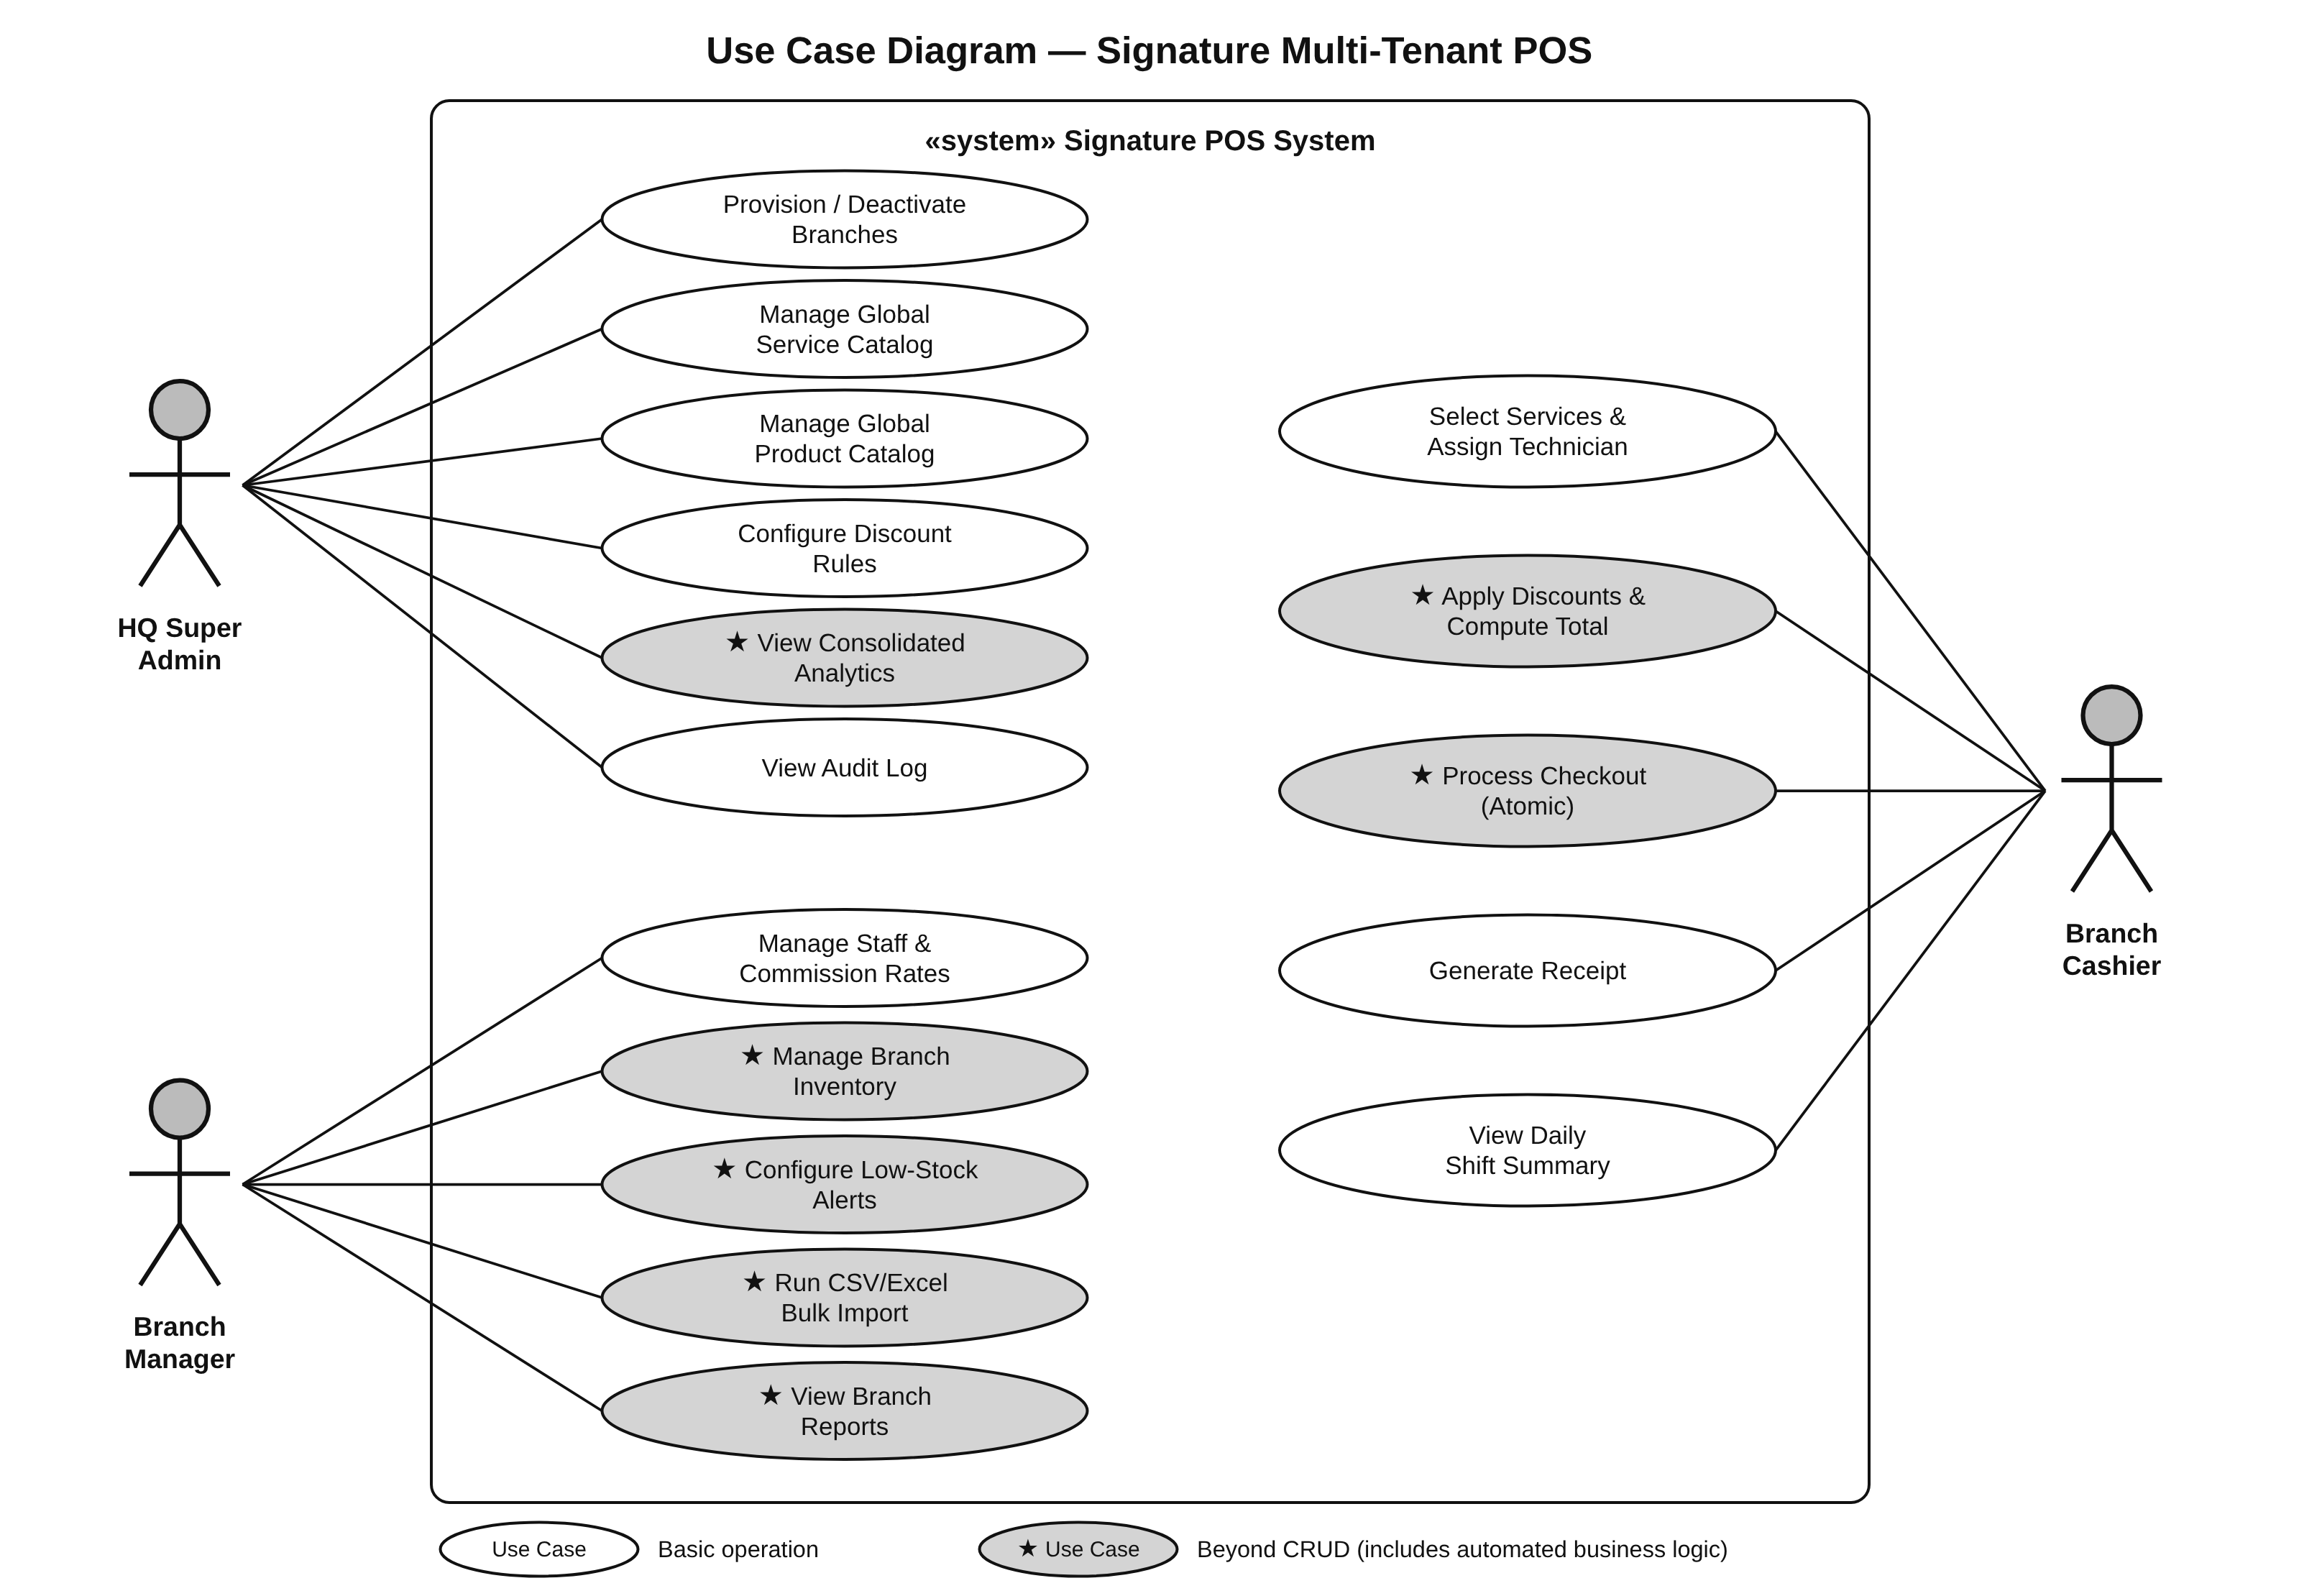 Use Case Diagram — Signature Multi-Tenant POS
«system» Signature POS System
Provision / Deactivate
Branches
Manage Global
Service Catalog
Manage Global
Product Catalog
Configure Discount
Rules
★ View Consolidated
Analytics
View Audit Log
HQ Super
Admin
Manage Staff &
Commission Rates
★ Manage Branch
Inventory
★ Configure Low-Stock
Alerts
★ Run CSV/Excel
Bulk Import
★ View Branch
Reports
Branch
Manager
Select Services &
Assign Technician
★ Apply Discounts &
Compute Total
★ Process Checkout
(Atomic)
Generate Receipt
View Daily
Shift Summary
Branch
Cashier
Use Case
Basic operation
★ Use Case
Beyond CRUD (includes automated business logic)